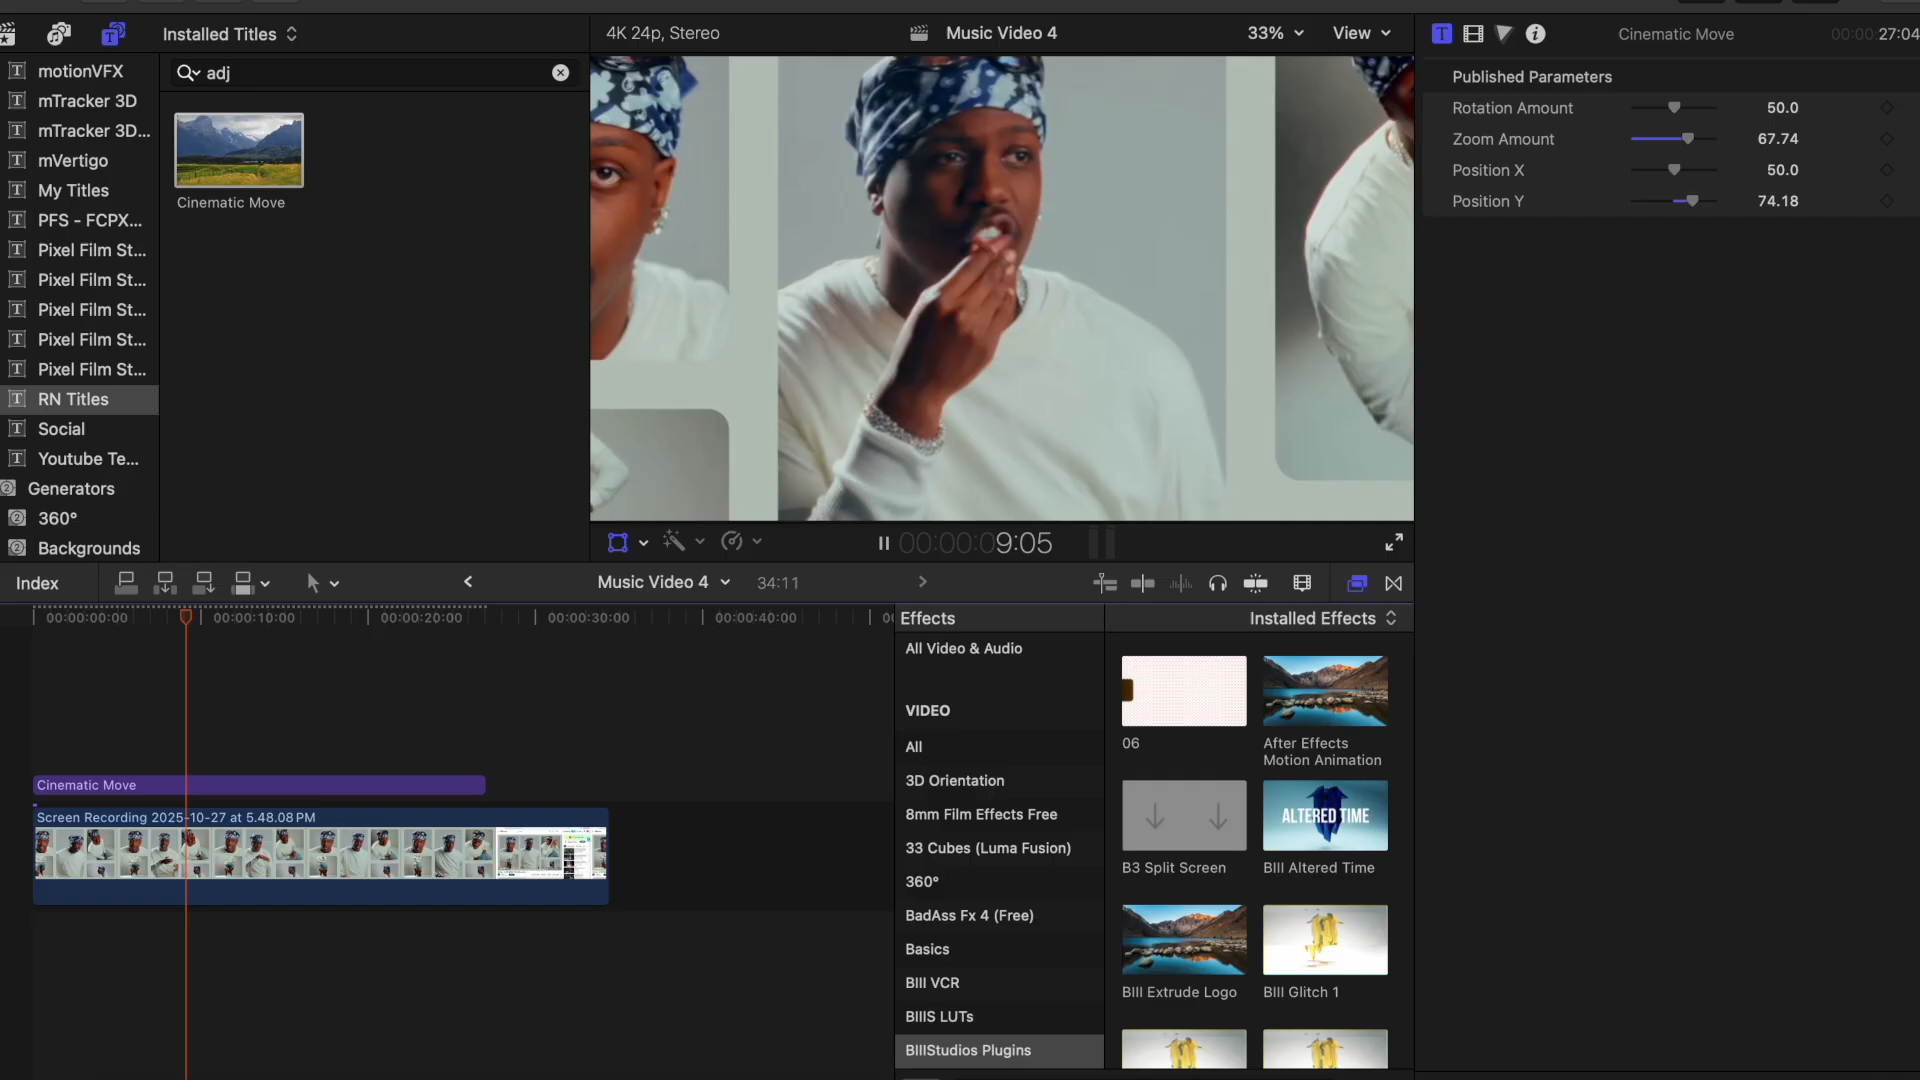 Installed Titles
4K 24p, Stereo
Music Video 4
33%
View
Cinematic Move
00:00:27:04
motionVFX
mTracker 3D
mTracker 3D...
mVertigo
My Titles
PFS - FCPX...
Pixel Film St...
Pixel Film St...
Pixel Film St...
Pixel Film St...
Pixel Film St...
RN Titles
Social
Youtube Te...
Generators
360°
Backgrounds
adj
Cinematic Move
Published Parameters
Rotation Amount 50.0
Zoom Amount 67.74
Position X 50.0
Position Y 74.18
00:00:09:05
Index
Music Video 4
34:11
00:00:00:00
00:00:10:00
00:00:20:00
00:00:30:00
00:00:40:00
Cinematic Move
Screen Recording 2025-10-27 at 5.48.08 PM
Effects
Installed Effects
All Video & Audio
VIDEO
All
3D Orientation
8mm Film Effects Free
33 Cubes (Luma Fusion)
360°
BadAss Fx 4 (Free)
Basics
BIII VCR
BIIIS LUTs
BIIIStudios Plugins
06
After Effects
Motion Animation
B3 Split Screen
ALTERED TIME
BIII Altered Time
BIII Extrude Logo
BIII Glitch 1